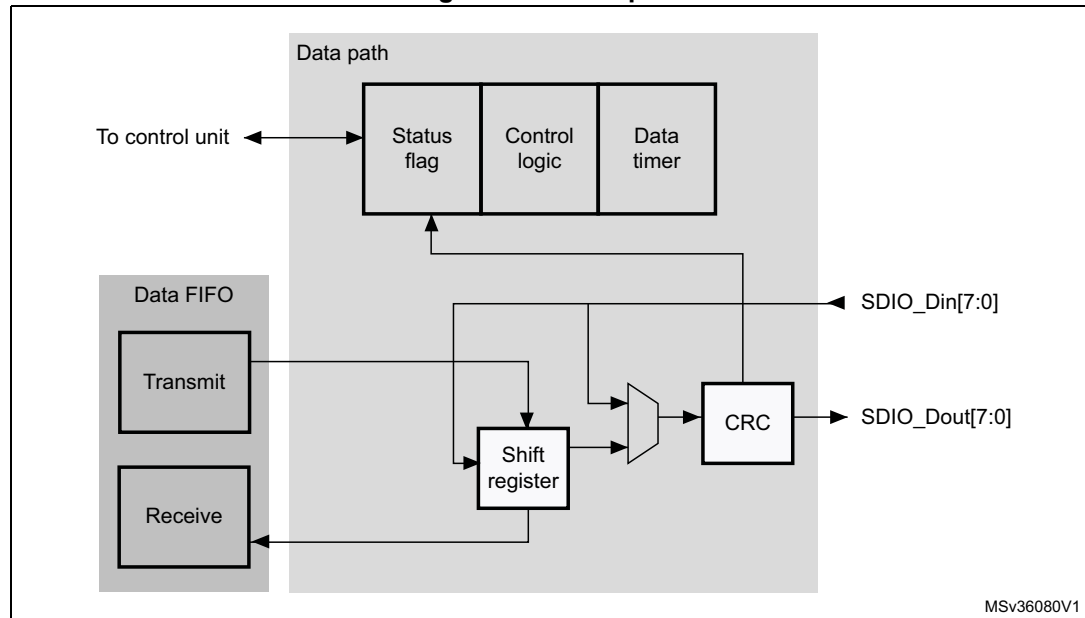 Data path
To control unit
Status
flag
Control
logic
Data
timer
Data FIFO
SDIO_Din[7:0]
Transmit
CRC
SDIO_Dout[7:0]
Shift
register
Receive
MSv36080V1